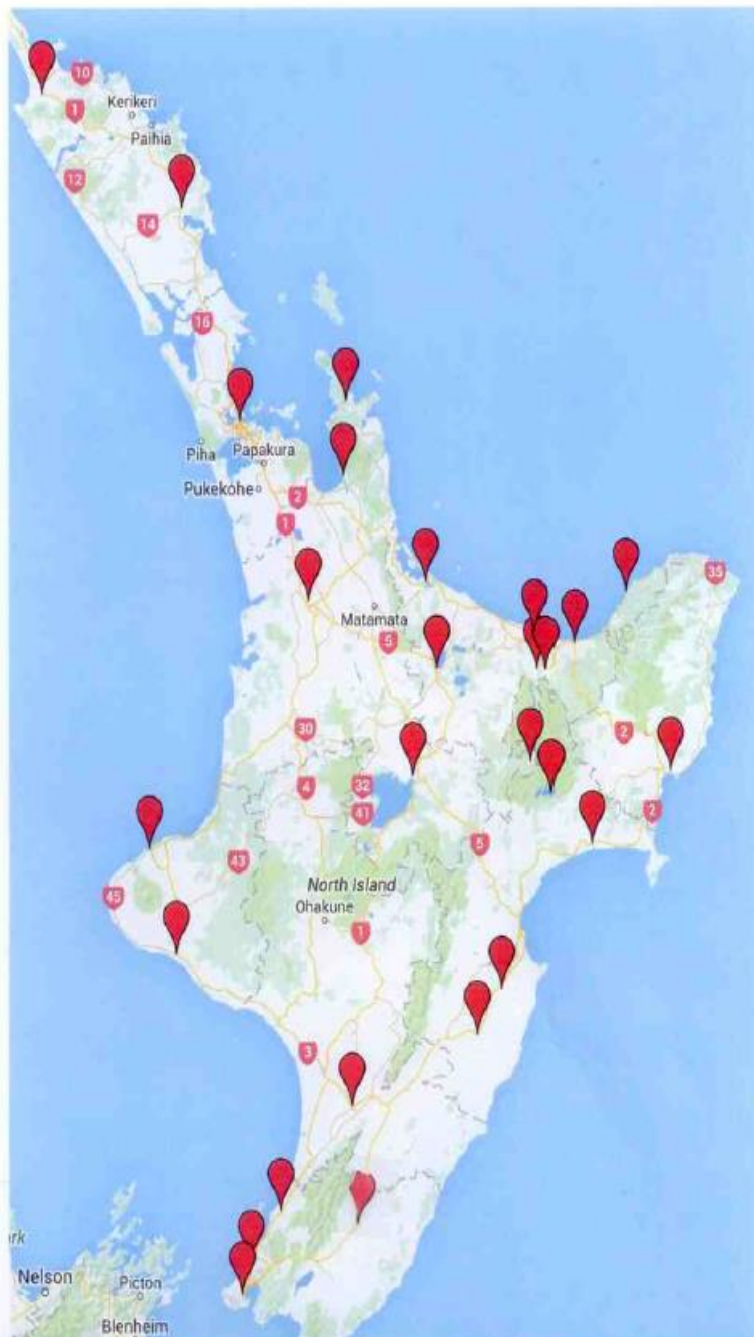 10
1
Kerikeri
Paihia
12
14
16
Piha
Papakura
Pukekohe
2
1
35
Matamata
5
30
2
4
32
41
2
5
43
45
North Island
Ohakune
1
3
rk
Nelson
Picton
Blenheim